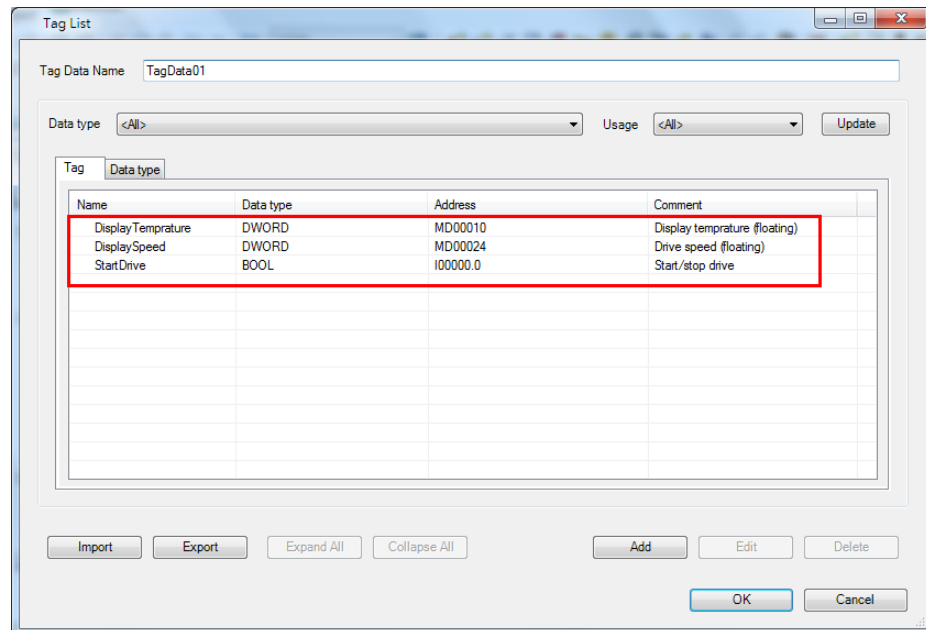 Tag List
Tag Data Name TagData01
Data type <All> Usage <All> Update
Tag Data type
Name Data type Address Comment
DisplayTemprature DWORD MD00010 Display temprature (floating)
DisplaySpeed DWORD MD00024 Drive speed (floating)
StartDrive BOOL I00000.0 Start/stop drive
Import Export Expand All Collapse All Add Edit Delete
OK Cancel